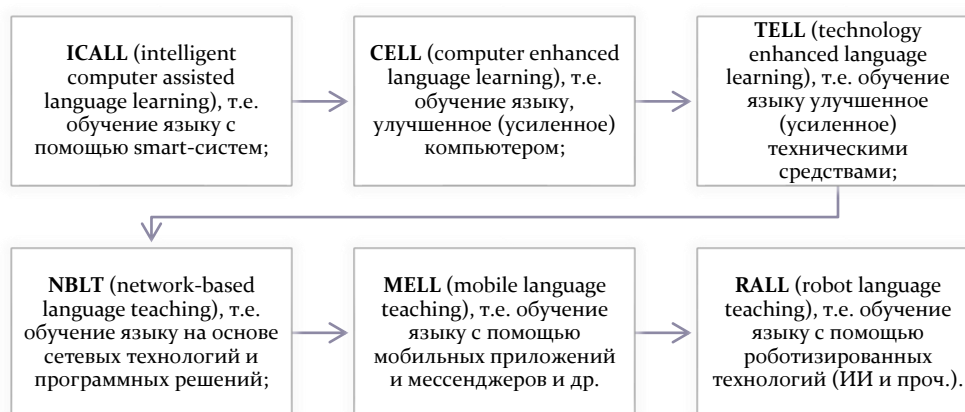 ICALL (intelligent
computer assisted
language learning), т.е.
обучение языку с
помощью smart-систем;
CELL (computer enhanced
language learning), т.е.
обучение языку,
улучшенное (усиленное)
компьютером;
TELL (technology
enhanced language
learning), т.е. обучение
языку улучшенное
(усиленное)
техническими
средствами;
NBLT (network-based
language teaching), т.е.
обучение языку на основе
сетевых технологий и
программных решений;
MELL (mobile language
teaching), т.е. обучение
языку с помощью
мобильных приложений
и мессенджеров и др.
RALL (robot language
teaching), т.е. обучение
языку с помощью
роботизированных
технологий (ИИ и проч.).